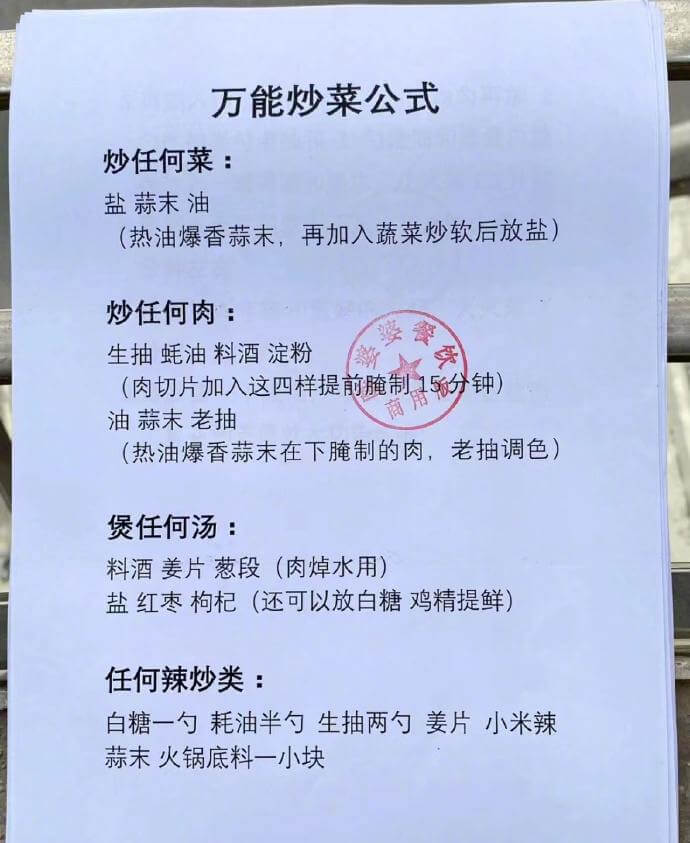 万能炒菜公式
炒任何菜：
盐 蒜末 油
（热油爆香蒜末，再加入蔬菜炒软后放盐）
炒任何肉：
生抽 蚝油 料酒 淀粉
（肉切片加入这四样提前腌制 15 分钟）
油 蒜末 老抽
（热油爆香蒜末在下腌制的肉，老抽调色）
婆婆餐饮
商用
煲任何汤：
料酒 姜片 葱段（肉焯水用）
盐 红枣 枸杞（还可以放白糖 鸡精提鲜）
任何辣炒类：
白糖一勺 耗油半勺 生抽两勺 姜片 小米辣
蒜末 火锅底料一小块